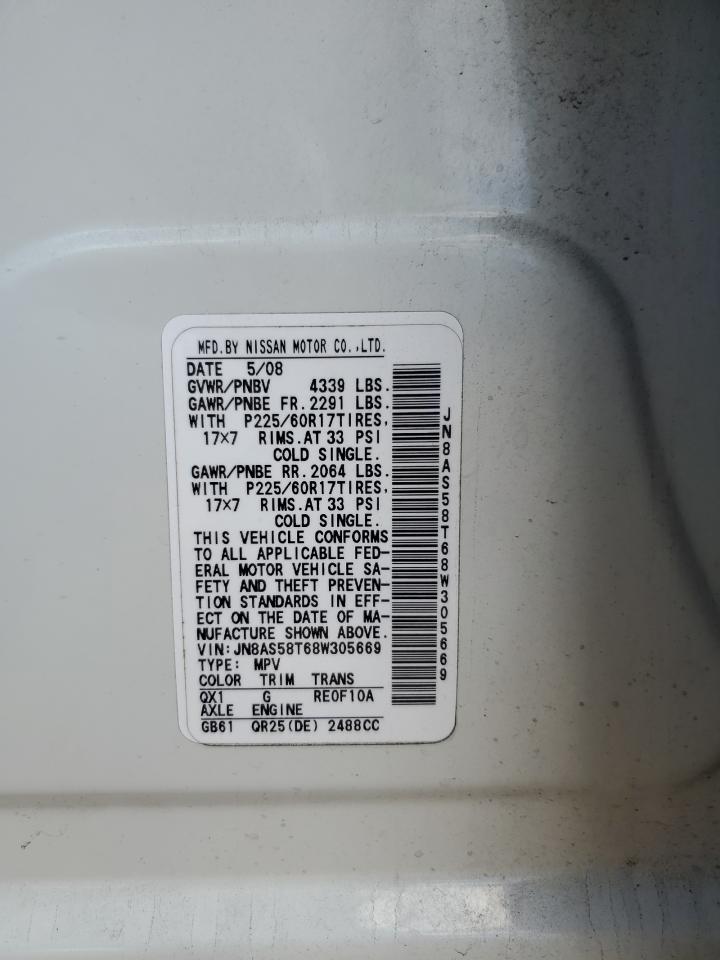 MFD.BY NISSAN MOTOR CO.,LTD.
DATE 5/08
GVWR/PNBV 4339 LBS.
GAWR/PNBE FR.2291 LBS.
WITH P225/60R17TIRES,
17×7 RIMS.AT 33 PSI
COLD SINGLE.
GAWR/PNBE RR.2064 LBS.
WITH P225/60R17TIRES,
17×7 RIMS.AT 33 PSI
COLD SINGLE.
THIS VEHICLE CONFORMS
TO ALL APPLICABLE FED-
ERAL MOTOR VEHICLE SA-
FETY AND THEFT PREVEN-
TION STANDARDS IN EFF-
ECT ON THE DATE OF MA-
NUFACTURE SHOWN ABOVE.
VIN:JN8AS58T68W305669
TYPE: MPV
COLOR TRIM TRANS
QX1 G RE0F10A
AXLE ENGINE
GB61 QR25(DE) 2488CC
JN8AS58T68W305669